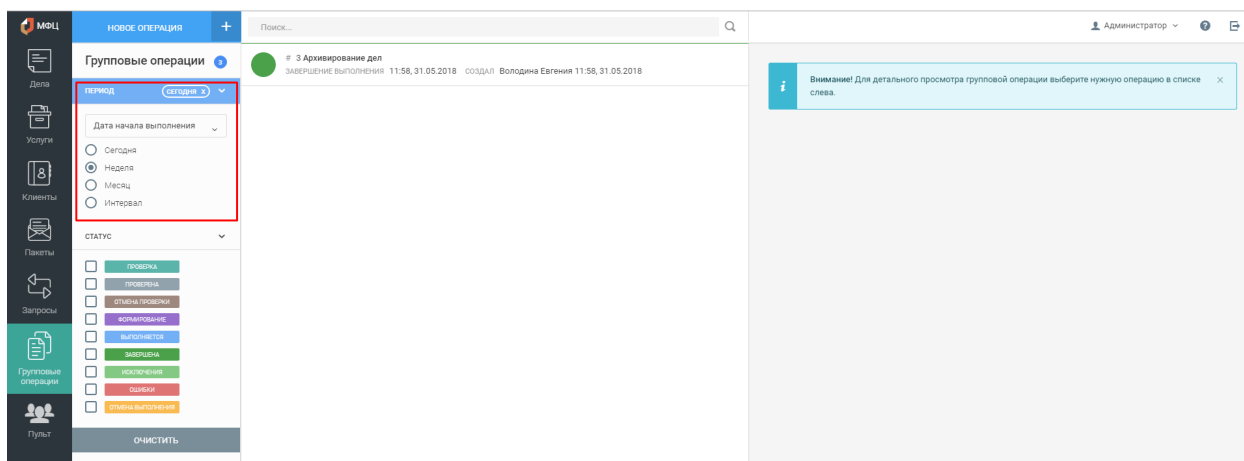 МФЦ
НОВОЕ ОПЕРАЦИЯ +
Поиск...
Администратор
?
Дела
Услуги
Клиенты
Пакеты
Запросы
Групповые
операции
Пульт
Групповые операции 3
ПЕРИОД
СЕГОДНЯ X
Дата начала выполнения
Сегодня
Неделя
Месяц
Интервал
СТАТУС
ПРОВЕРКА
ПРОВЕРЕНА
ОТМЕНА ПРОВЕРКИ
ФОРМИРОВАНИЕ
ВЫПОЛНЯЕТСЯ
ЗАВЕРШЕНА
ИСКЛЮЧЕНИЯ
ОШИБКИ
ОТМЕНА ВЫПОЛНЕНИЯ
ОЧИСТИТЬ
# 3 Архивирование дел
ЗАВЕРШЕНИЕ ВЫПОЛНЕНИЯ 11:58, 31.05.2018 СОЗДАЛ Володина Евгения 11:58, 31.05.2018
i
Внимание! Для детального просмотра групповой операции выберите нужную операцию в списке
слева.